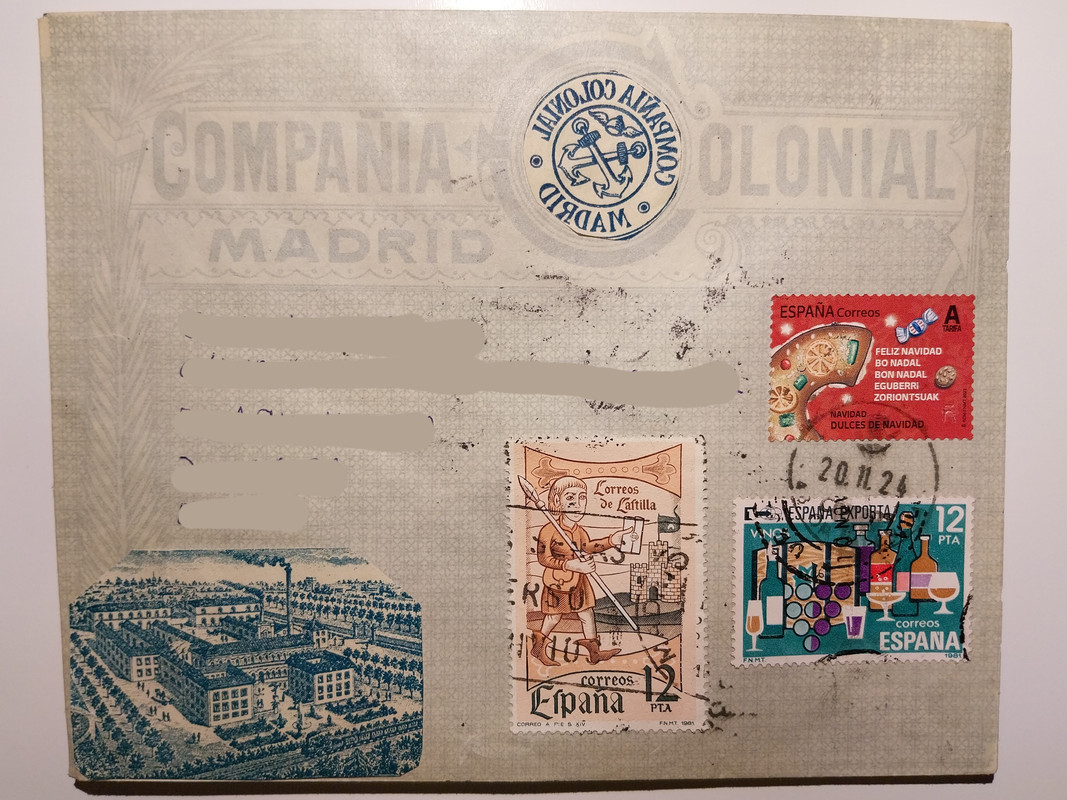 COMPAÑIA COLONIAL
MADRID
COMPAÑIA COLONIAL
MADRID
ESPAÑA Correos
A
TARIFA
FELIZ NAVIDAD
BO NADAL
BON NADAL
EGUBERRI
ZORIONTSUAK
NAVIDAD
DULCES DE NAVIDAD
20.11.24
Correos
de Castilla
correos
España
12
PTA
CORREO A PIE S. XIV
F.N.M.T. 1981
ESPAÑA EXPORTA
12
PTA
VINOS
correos
ESPAÑA
F.N.M.T.
1981